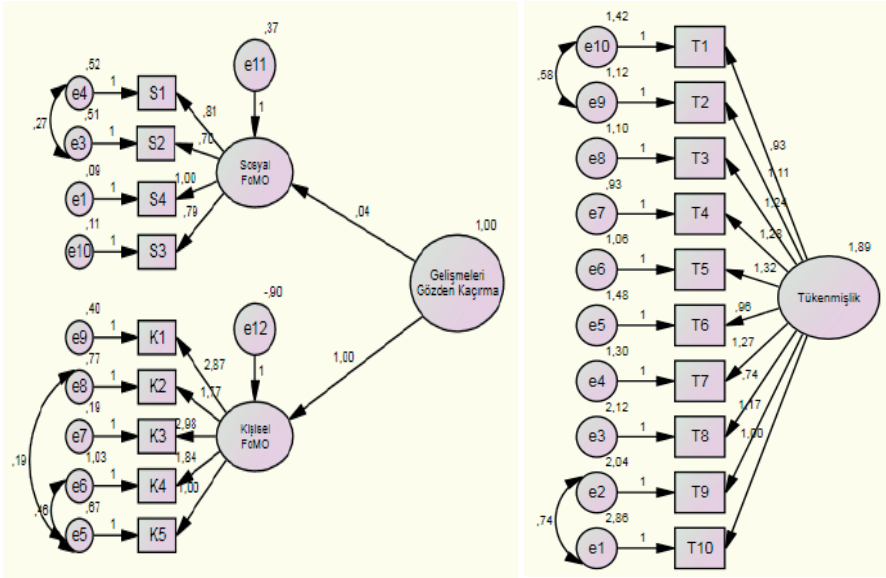 ,37
e11
1
,52
e4
1
S1
,81
,27
,51
e3
1
S2
,70
Sosyal
FoMO
,09
e1
1
S4
1,00
,11
e10
1
S3
,79
,04
1,00
Gelişmeleri
Gözden Kaçırma
-,90
e12
1
1,00
,40
e9
1
K1
2,87
,77
e8
1
K2
1,77
,19
e7
1
K3
2,98
Kişisel
FoMO
1,03
e6
1
K4
1,84
,19
,46
,67
e5
1
K5
1,00
1,42
e10
1
T1
,93
,58
1,12
e9
1
T2
1,11
1,10
e8
1
T3
1,24
,93
e7
1
T4
1,28
1,06
e6
1
T5
1,32
1,89
Tükenmişlik
1,48
e5
1
T6
,96
1,30
e4
1
T7
1,27
2,12
e3
1
T8
,74
2,04
e2
1
T9
1,17
,74
2,86
e1
1
T10
1,00